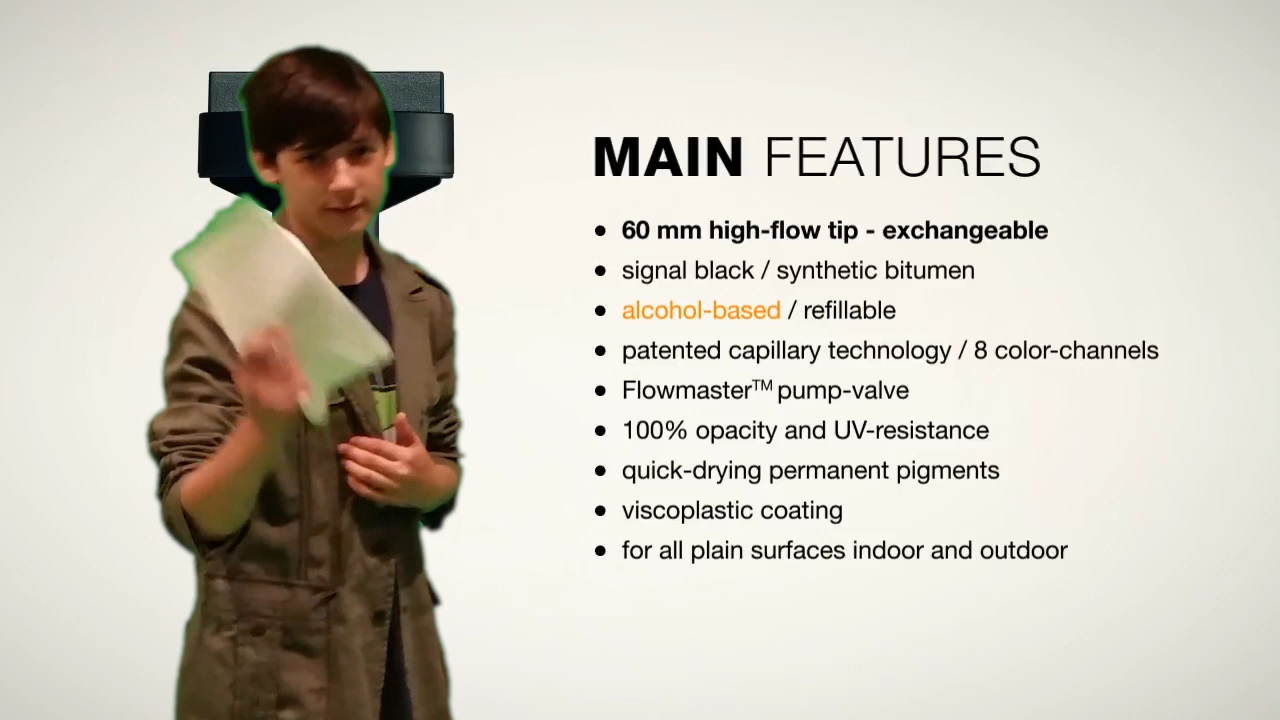 MAIN FEATURES
• 60 mm high-flow tip - exchangeable
• signal black / synthetic bitumen
• alcohol-based / refillable
• patented capillary technology / 8 color-channels
• Flowmaster™ pump-valve
• 100% opacity and UV-resistance
• quick-drying permanent pigments
• viscoplastic coating
• for all plain surfaces indoor and outdoor